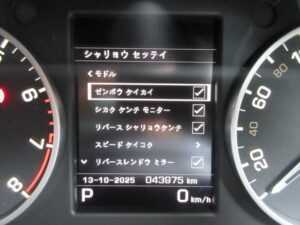 シャリョウ セッテイ
< モドル
ゼンポウ ケイカイ
シカク ケンチ モニター
リバース シャリョウケンチ
スピード ケイコク >
リバースレンドウ ミラー
13-10-2025 043975 km
P 0 km/h